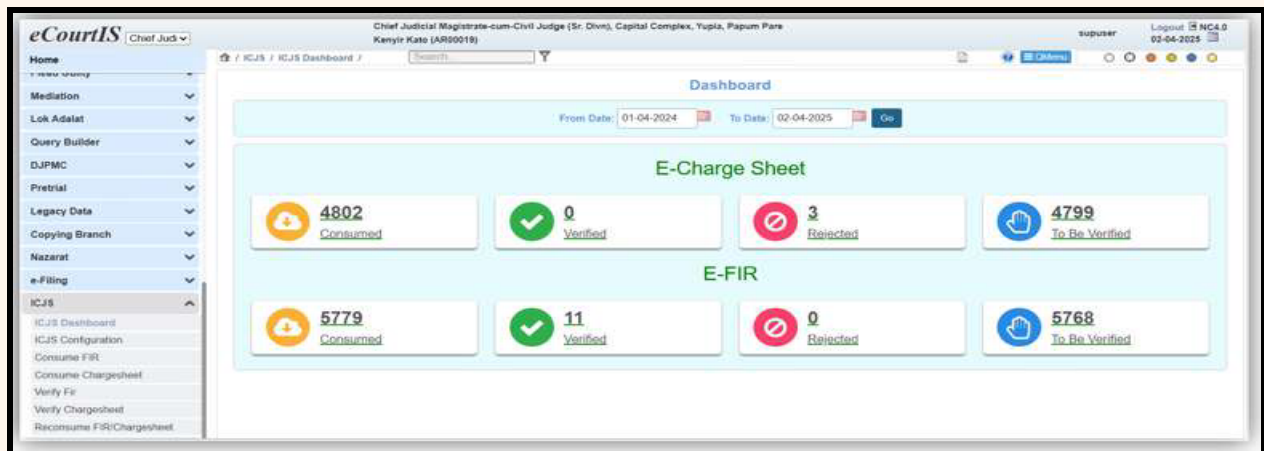 eCourtIS Chief Judi
Chief Judicial Magistrate-cum-Civil Judge (Sr. Divn), Capital Complex, Yupia, Papum Pare
Kenyir Kato (AR00019)
supuser
Logout NC4.0
02-04-2025
Home
/ ICJS / ICJS Dashboard /
Search
QMenu
Plead Guilty
Mediation
Lok Adalat
Query Builder
DJPMC
Pretrial
Legacy Data
Copying Branch
Nazarat
e-Filing
ICJS
ICJS Dashboard
ICJS Configuration
Consume FIR
Consume Chargesheet
Verify Fir
Verify Chargesheet
Reconsume FIR/Chargesheet
Dashboard
From Date: 01-04-2024 To Date: 02-04-2025 Go
E-Charge Sheet
4802
Consumed
0
Verified
3
Rejected
4799
To Be Verified
E-FIR
5779
Consumed
11
Verified
0
Rejected
5768
To Be Verified